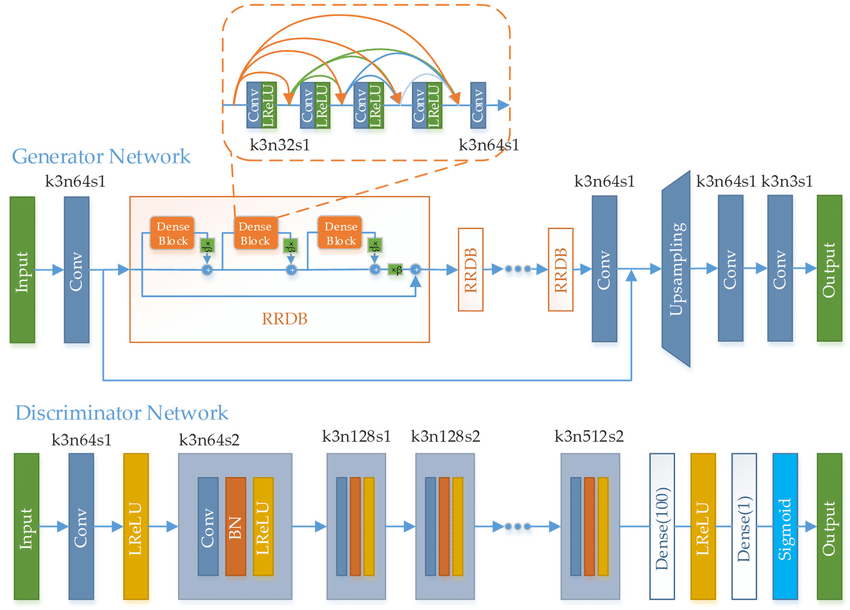 Conv
LReLU
Conv
LReLU
Conv
LReLU
Conv
LReLU
Conv
k3n32s1
k3n64s1
Generator Network
k3n64s1
k3n64s1
k3n64s1
k3n3s1
Input
Conv
Dense
Block
×β
Dense
Block
×β
Dense
Block
×β
×β
RRDB
RRDB
RRDB
Conv
Upsampling
Conv
Conv
Output
Discriminator Network
k3n64s1
k3n64s2
k3n128s1
k3n128s2
k3n512s2
Input
Conv
LReLU
Conv
BN
LReLU
Dense(100)
LReLU
Dense(1)
Sigmoid
Output